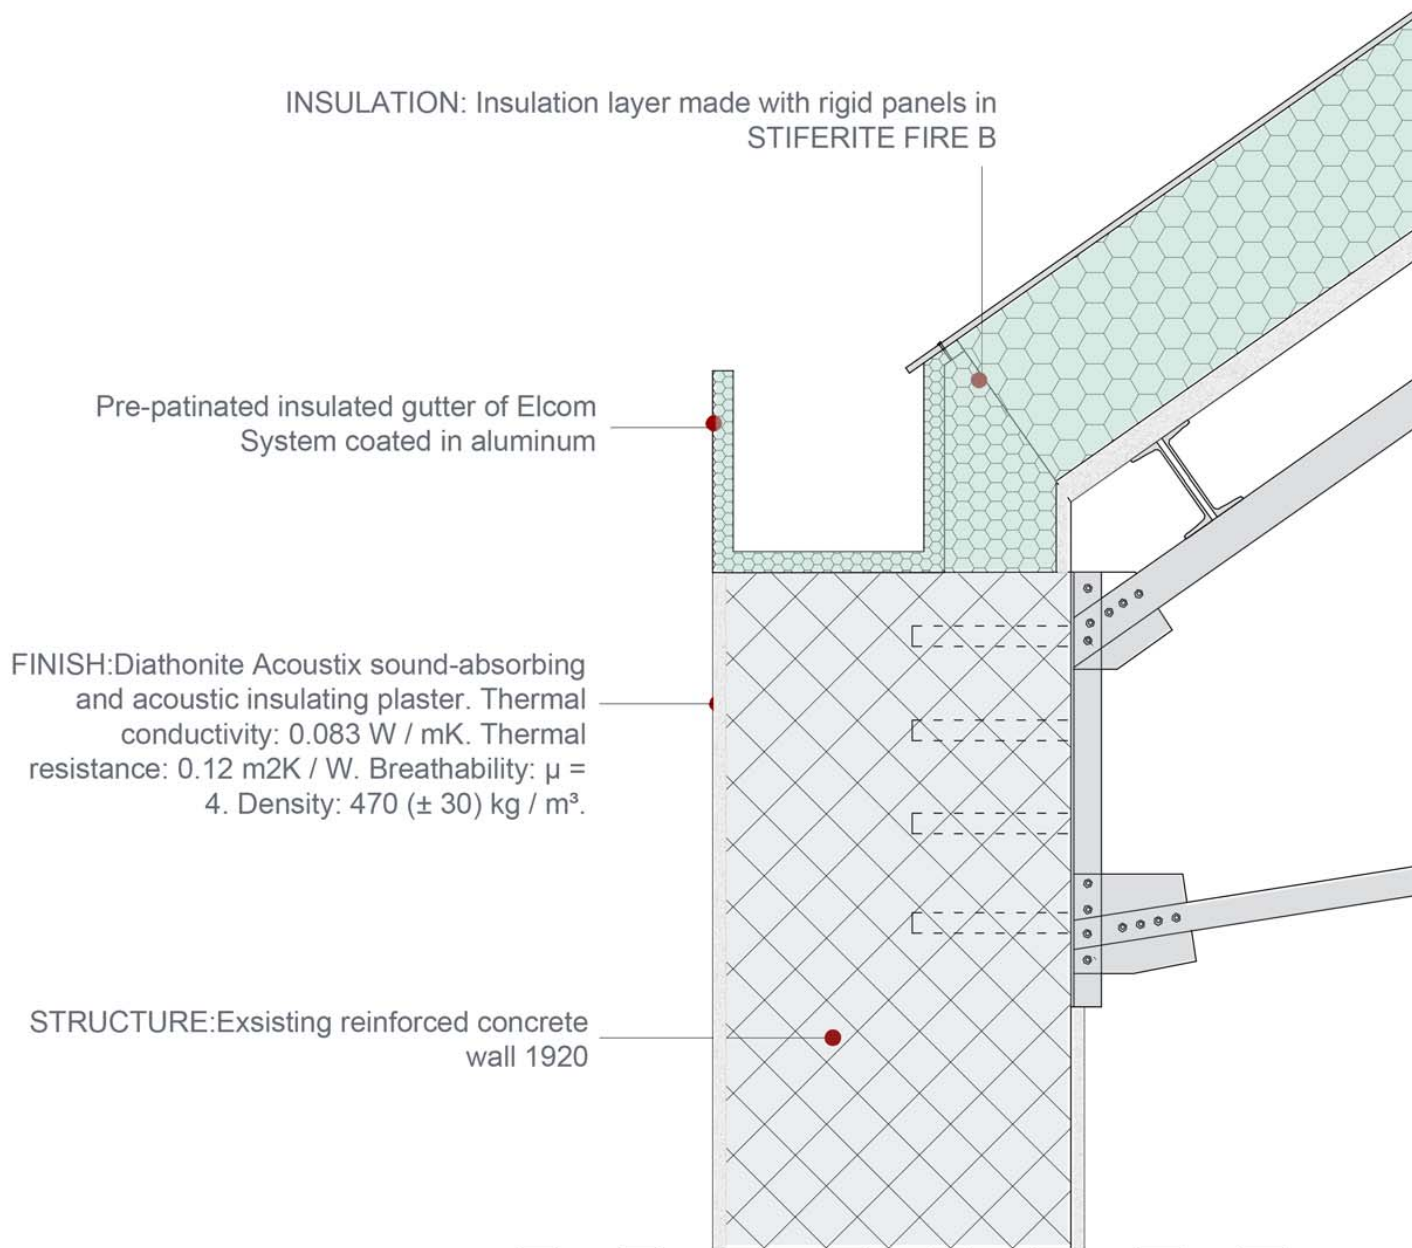 INSULATION: Insulation layer made with rigid panels in
STIFERITE FIRE B
Pre-patinated insulated gutter of Elcom
System coated in aluminum
FINISH:Diathonite Acoustix sound-absorbing
and acoustic insulating plaster. Thermal
conductivity: 0.083 W / mK. Thermal
resistance: 0.12 m2K / W. Breathability: μ =
4. Density: 470 (± 30) kg / m³.
STRUCTURE:Exsisting reinforced concrete
wall 1920